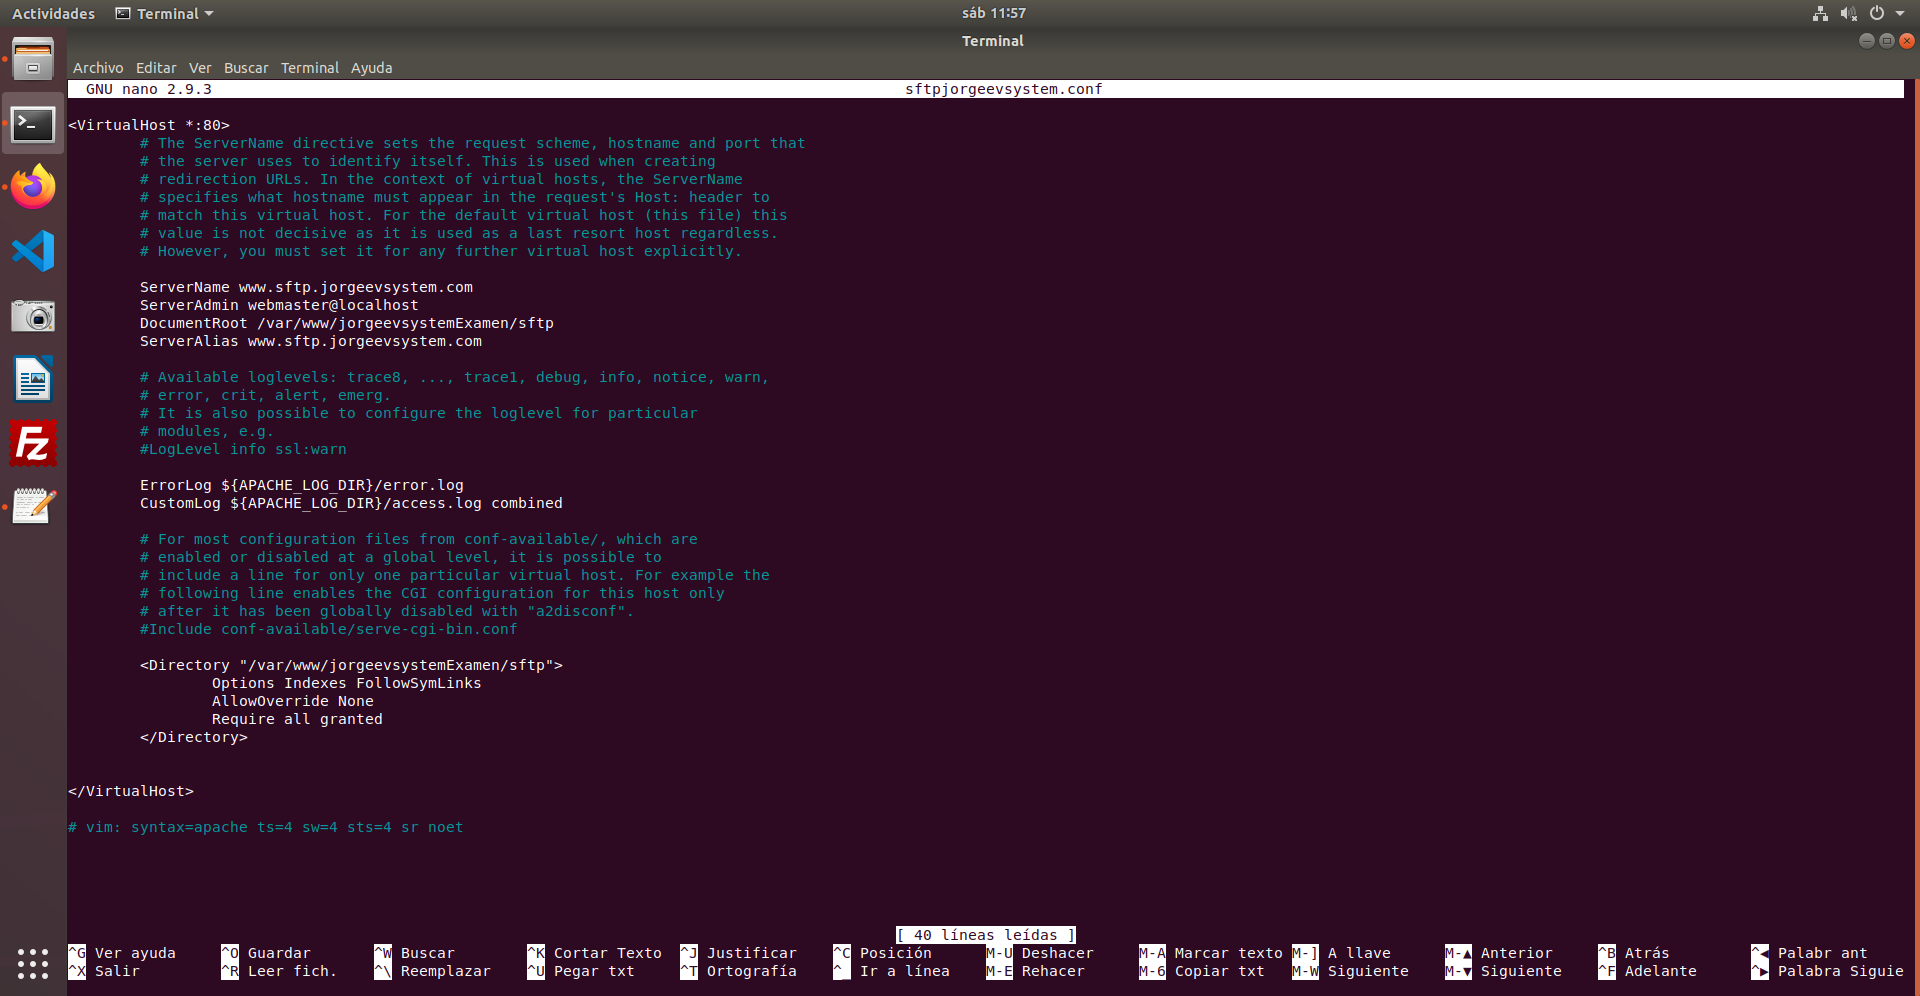 Actividades Terminal sáb 11:57
Terminal
Archivo Editar Ver Buscar Terminal Ayuda
GNU nano 2.9.3 sftpjorgeevsystem.conf
<VirtualHost *:80>
# The ServerName directive sets the request scheme, hostname and port that
# the server uses to identify itself. This is used when creating
# redirection URLs. In the context of virtual hosts, the ServerName
# specifies what hostname must appear in the request's Host: header to
# match this virtual host. For the default virtual host (this file) this
# value is not decisive as it is used as a last resort host regardless.
# However, you must set it for any further virtual host explicitly.
ServerName www.sftp.jorgeevsystem.com
ServerAdmin webmaster@localhost
DocumentRoot /var/www/jorgeevsystemExamen/sftp
ServerAlias www.sftp.jorgeevsystem.com
# Available loglevels: trace8, ..., trace1, debug, info, notice, warn,
# error, crit, alert, emerg.
# It is also possible to configure the loglevel for particular
# modules, e.g.
#LogLevel info ssl:warn
ErrorLog ${APACHE_LOG_DIR}/error.log
CustomLog ${APACHE_LOG_DIR}/access.log combined
# For most configuration files from conf-available/, which are
# enabled or disabled at a global level, it is possible to
# include a line for only one particular virtual host. For example the
# following line enables the CGI configuration for this host only
# after it has been globally disabled with "a2disconf".
#Include conf-available/serve-cgi-bin.conf
<Directory "/var/www/jorgeevsystemExamen/sftp">
Options Indexes FollowSymLinks
AllowOverride None
Require all granted
</Directory>
</VirtualHost>
# vim: syntax=apache ts=4 sw=4 sts=4 sr noet
Fz
[ 40 líneas leídas ]
^G Ver ayuda ^O Guardar ^W Buscar ^K Cortar Texto ^J Justificar ^C Posición M-U Deshacer M-A Marcar texto M-] A llave M-▲ Anterior ^B Atrás ^◀ Palabr ant
^X Salir ^R Leer fich. ^\ Reemplazar ^U Pegar txt ^T Ortografía ^_ Ir a línea M-E Rehacer M-6 Copiar txt M-W Siguiente M-▼ Siguiente ^F Adelante ^▶ Palabra Siguie